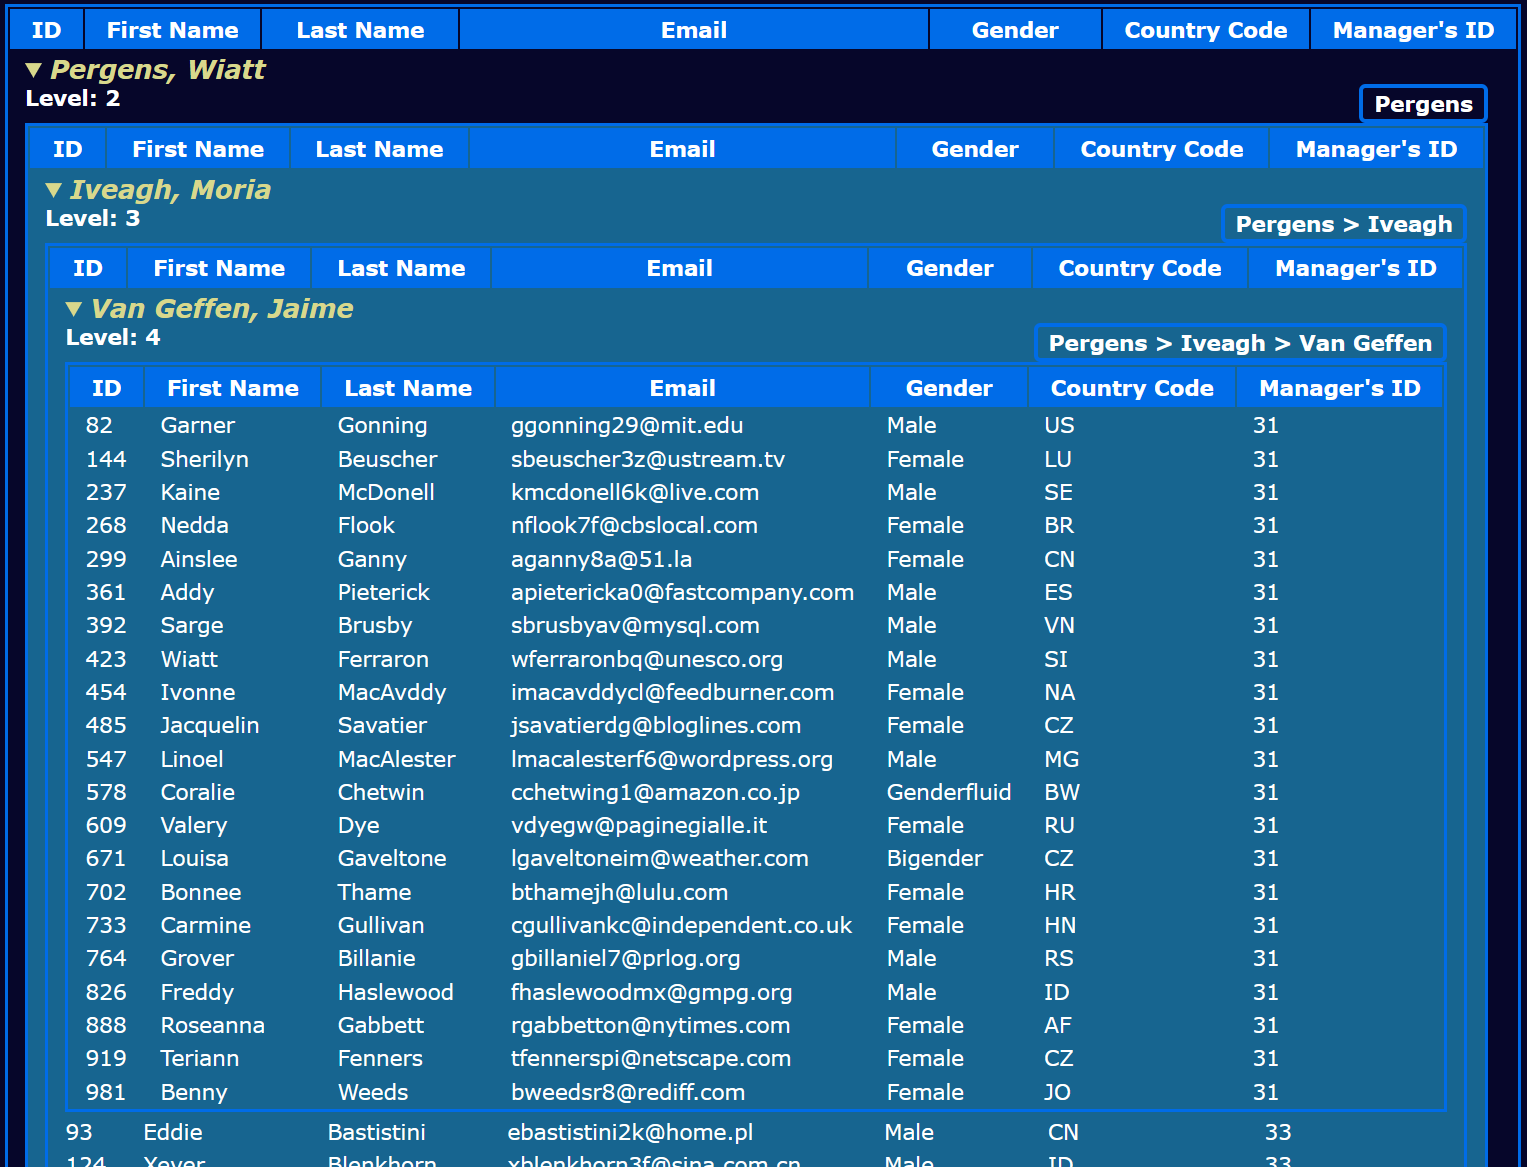 ID First Name Last Name Email Gender Country Code Manager's ID
▼ Pergens, Wiatt
Level: 2
Pergens
ID First Name Last Name Email Gender Country Code Manager's ID
▼ Iveagh, Moria
Level: 3
Pergens > Iveagh
ID First Name Last Name Email Gender Country Code Manager's ID
▼ Van Geffen, Jaime
Level: 4
Pergens > Iveagh > Van Geffen
ID First Name Last Name Email Gender Country Code Manager's ID
82 Garner Gonning ggonning29@mit.edu Male US 31
144 Sherilyn Beuscher sbeuscher3z@ustream.tv Female LU 31
237 Kaine McDonell kmcdonell6k@live.com Male SE 31
268 Nedda Flook nflook7f@cbslocal.com Female BR 31
299 Ainslee Ganny aganny8a@51.la Female CN 31
361 Addy Pieterick apietericka0@fastcompany.com Male ES 31
392 Sarge Brusby sbrusbyav@mysql.com Male VN 31
423 Wiatt Ferraron wferraronbq@unesco.org Male SI 31
454 Ivonne MacAvddy imacavddycl@feedburner.com Female NA 31
485 Jacquelin Savatier jsavatierdg@bloglines.com Female CZ 31
547 Linoel MacAlester lmacalesterf6@wordpress.org Male MG 31
578 Coralie Chetwin cchetwing1@amazon.co.jp Genderfluid BW 31
609 Valery Dye vdyegw@paginegialle.it Female RU 31
671 Louisa Gaveltone lgaveltoneim@weather.com Bigender CZ 31
702 Bonnee Thame bthamejh@lulu.com Female HR 31
733 Carmine Gullivan cgullivankc@independent.co.uk Female HN 31
764 Grover Billanie gbillaniel7@prlog.org Male RS 31
826 Freddy Haslewood fhaslewoodmx@gmpg.org Male ID 31
888 Roseanna Gabbett rgabbetton@nytimes.com Female AF 31
919 Teriann Fenners tfennerspi@netscape.com Female CZ 31
981 Benny Weeds bweedsr8@rediff.com Female JO 31
93 Eddie Bastistini ebastistini2k@home.pl Male CN 33
124 Xever Blenkhorn xblenkhorn3f@sina.com.cn Male ID 33